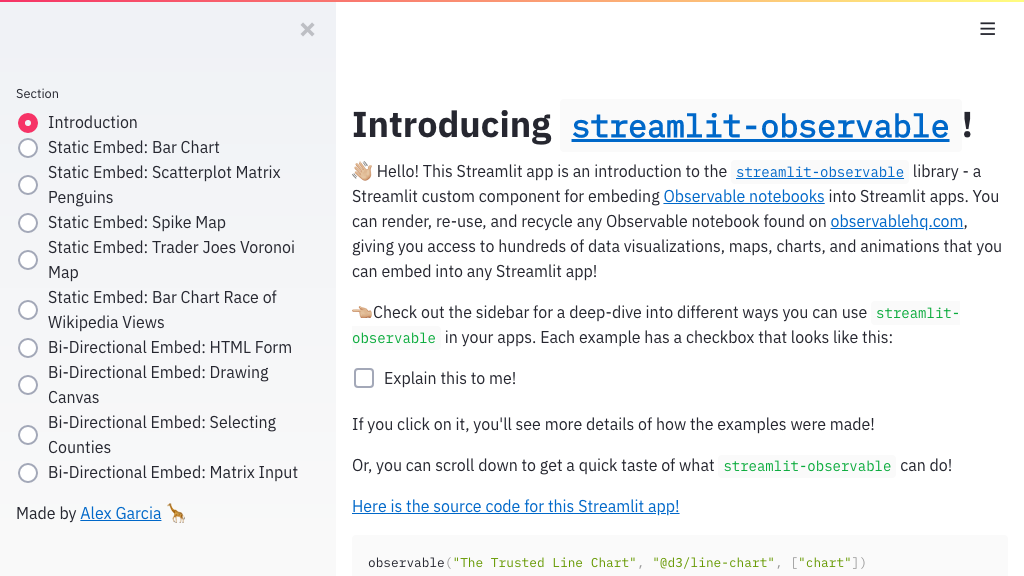 Section
Introduction
Static Embed: Bar Chart
Static Embed: Scatterplot Matrix
Penguins
Static Embed: Spike Map
Static Embed: Trader Joes Voronoi
Map
Static Embed: Bar Chart Race of
Wikipedia Views
Bi-Directional Embed: HTML Form
Bi-Directional Embed: Drawing
Canvas
Bi-Directional Embed: Selecting
Counties
Bi-Directional Embed: Matrix Input
Made by Alex Garcia 🦒
Introducing streamlit-observable !
👋🏼 Hello! This Streamlit app is an introduction to the streamlit-observable library - a
Streamlit custom component for embeding Observable notebooks into Streamlit apps. You
can render, re-use, and recycle any Observable notebook found on observablehq.com,
giving you access to hundreds of data visualizations, maps, charts, and animations that you
can embed into any Streamlit app!
👈🏼Check out the sidebar for a deep-dive into different ways you can use streamlit-
observable in your apps. Each example has a checkbox that looks like this:
Explain this to me!
If you click on it, you'll see more details of how the examples were made!
Or, you can scroll down to get a quick taste of what streamlit-observable can do!
Here is the source code for this Streamlit app!
observable("The Trusted Line Chart", "@d3/line-chart", ["chart"])